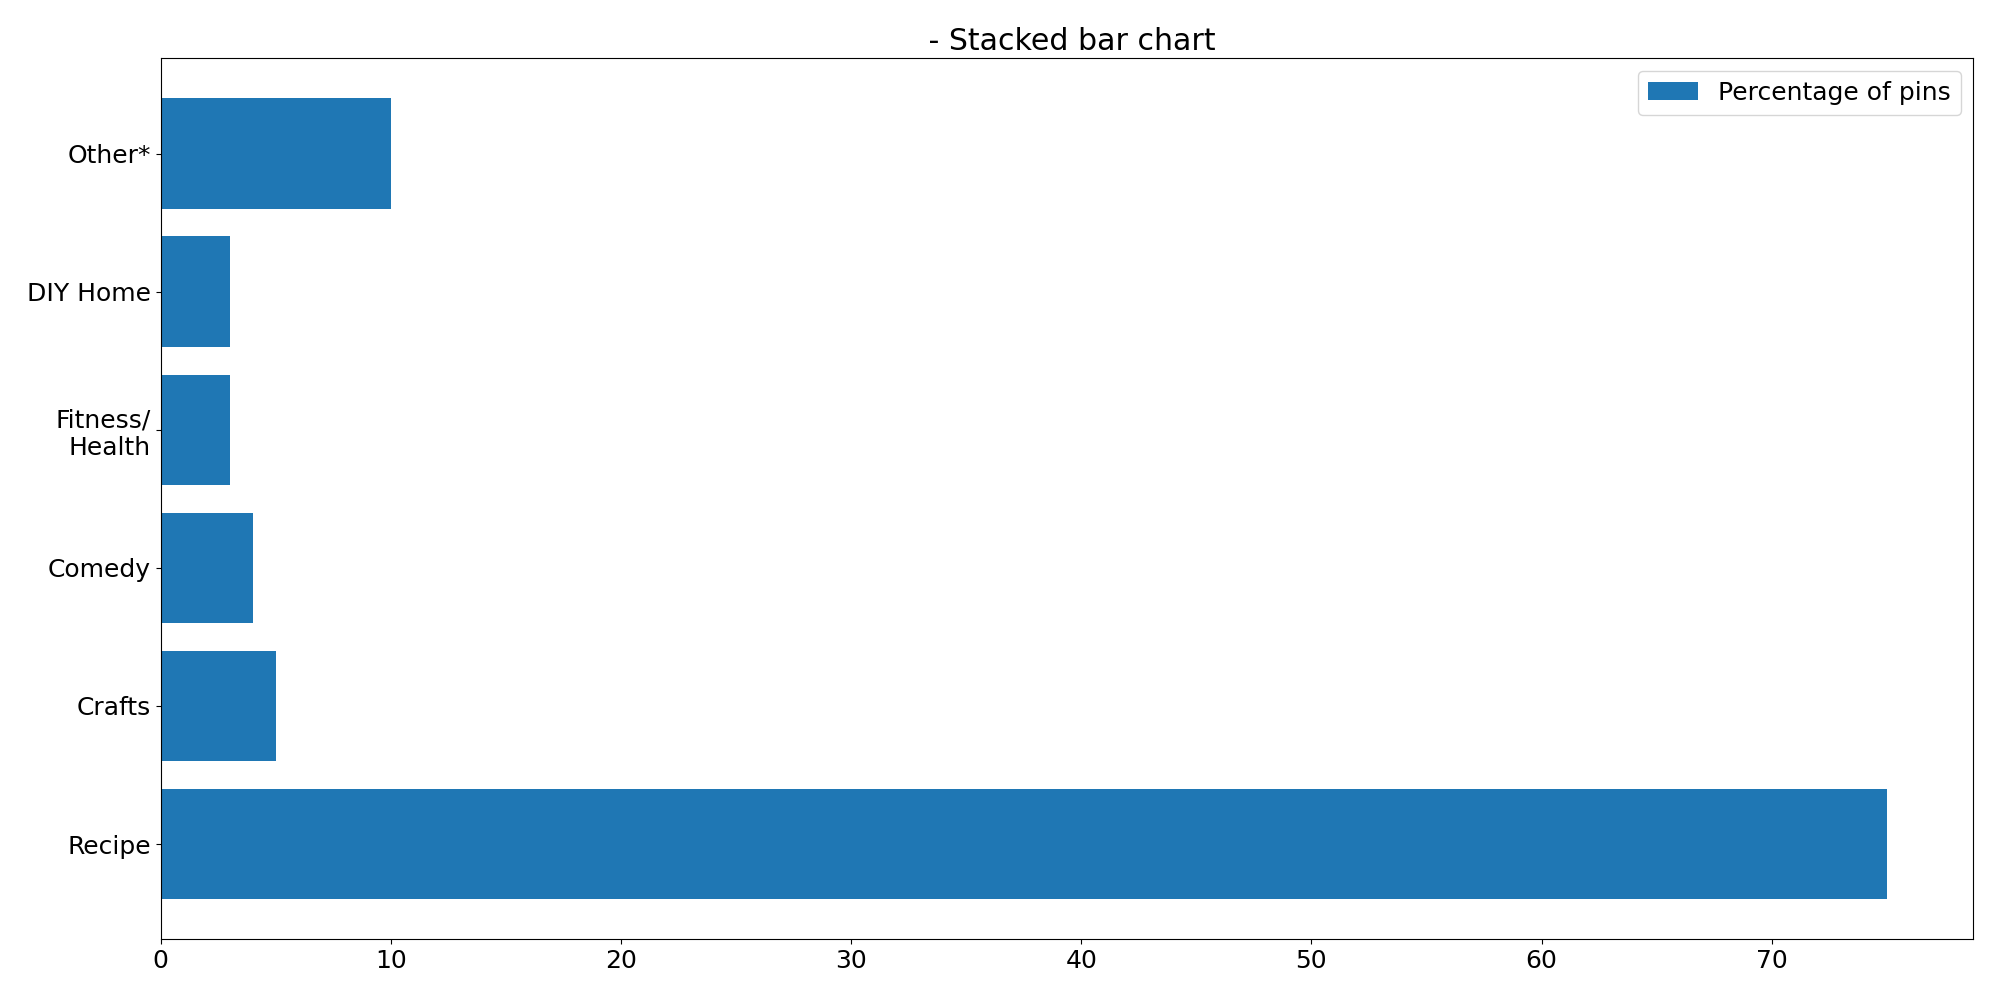 - Stacked bar chart
Percentage of pins
Other*
DIY Home
Fitness/
Health
Comedy
Crafts
Recipe
0 10 20 30 40 50 60 70